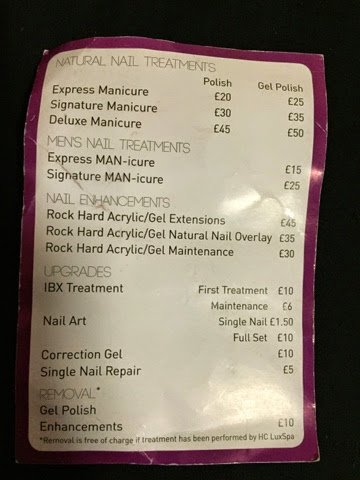 NATURAL NAIL TREATMENTS
Polish Gel Polish
Express Manicure £20 £25
Signature Manicure £30 £35
Deluxe Manicure £45 £50
MEN'S NAIL TREATMENTS
Express MAN-icure £15
Signature MAN-icure £25
NAIL ENHANCEMENTS
Rock Hard Acrylic/Gel Extensions £45
Rock Hard Acrylic/Gel Natural Nail Overlay £35
Rock Hard Acrylic/Gel Maintenance £30
UPGRADES
IBX Treatment First Treatment £10
Maintenance £6
Nail Art Single Nail £1.50
Full Set £10
Correction Gel £10
Single Nail Repair £5
REMOVAL*
Gel Polish
Enhancements £10
*Removal is free of charge if treatment has been performed by HC LuxSpa